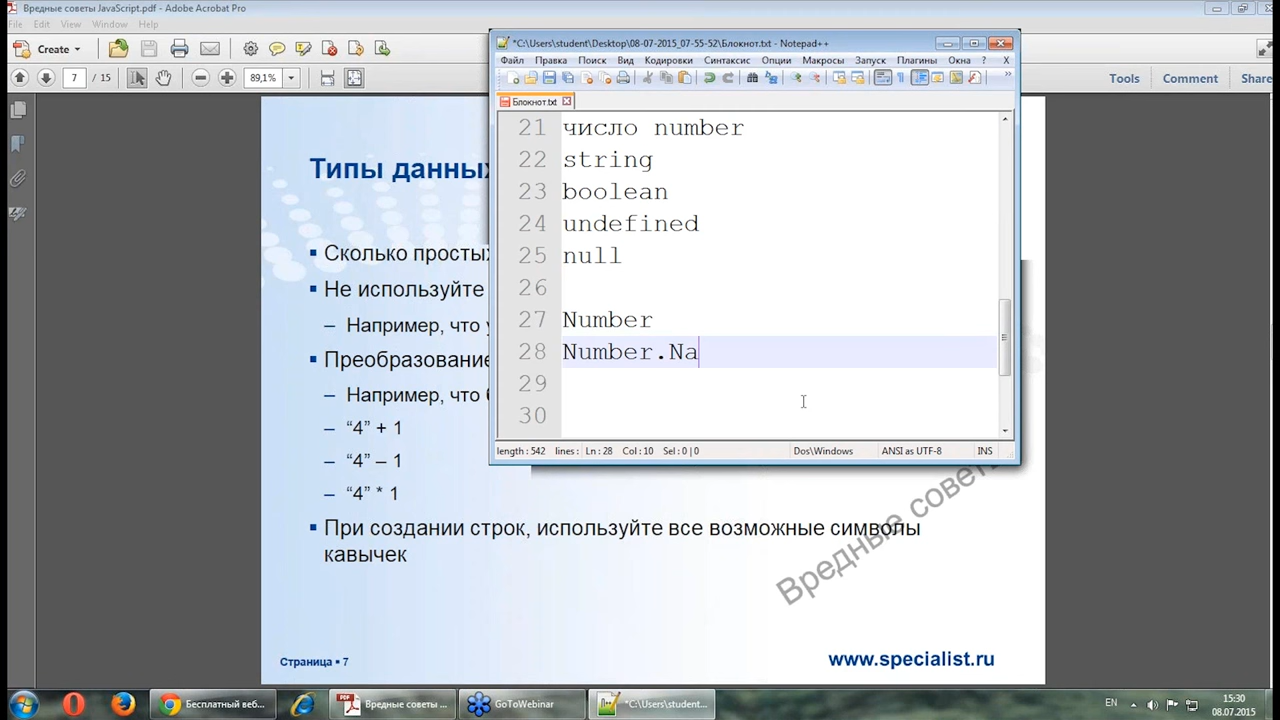 Вредные советы JavaScript.pdf - Adobe Acrobat Pro
File Edit View Window Help
Create
7 / 15 89,1% Tools Comment Share
*C:\Users\student\Desktop\08-07-2015_07-55-52\Блокнот.txt - Notepad++
Файл Правка Поиск Вид Кодировки Синтаксис Опции Макросы Запуск Плагины Окна ? X
Блокнот.txt
21 число number
22 string
23 boolean
24 undefined
25 null
26
27 Number
28 Number.Na
29
30
length : 542 lines : Ln : 28 Col : 10 Sel : 0 | 0 Dos\Windows ANSI as UTF-8 INS
Типы данных
Сколько простых
Не используйте
– Например, что
Преобразование
– Например, что
– “4” + 1
– “4” – 1
– “4” * 1
При создании строк, используйте все возможные символы
кавычек
Вредные совет
Страница ▪ 7
www.specialist.ru
Бесплатный веб...
Вредные советы ...
GoToWebinar
*C:\Users\student...
EN
15:30
08.07.2015